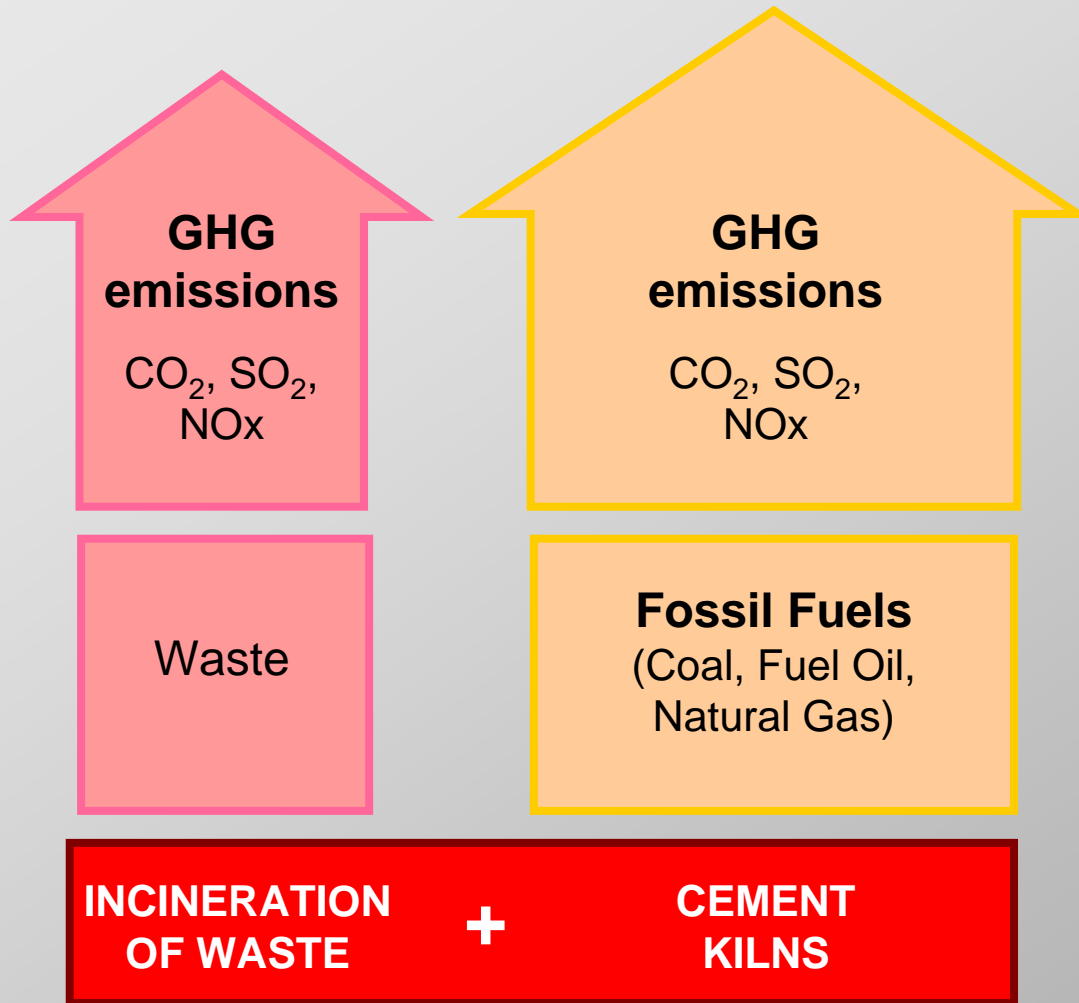 GHG
emissions
CO₂, SO₂,
NOx
GHG
emissions
CO₂, SO₂,
NOx
Waste
Fossil Fuels
(Coal, Fuel Oil,
Natural Gas)
INCINERATION
OF WASTE
+
CEMENT
KILNS